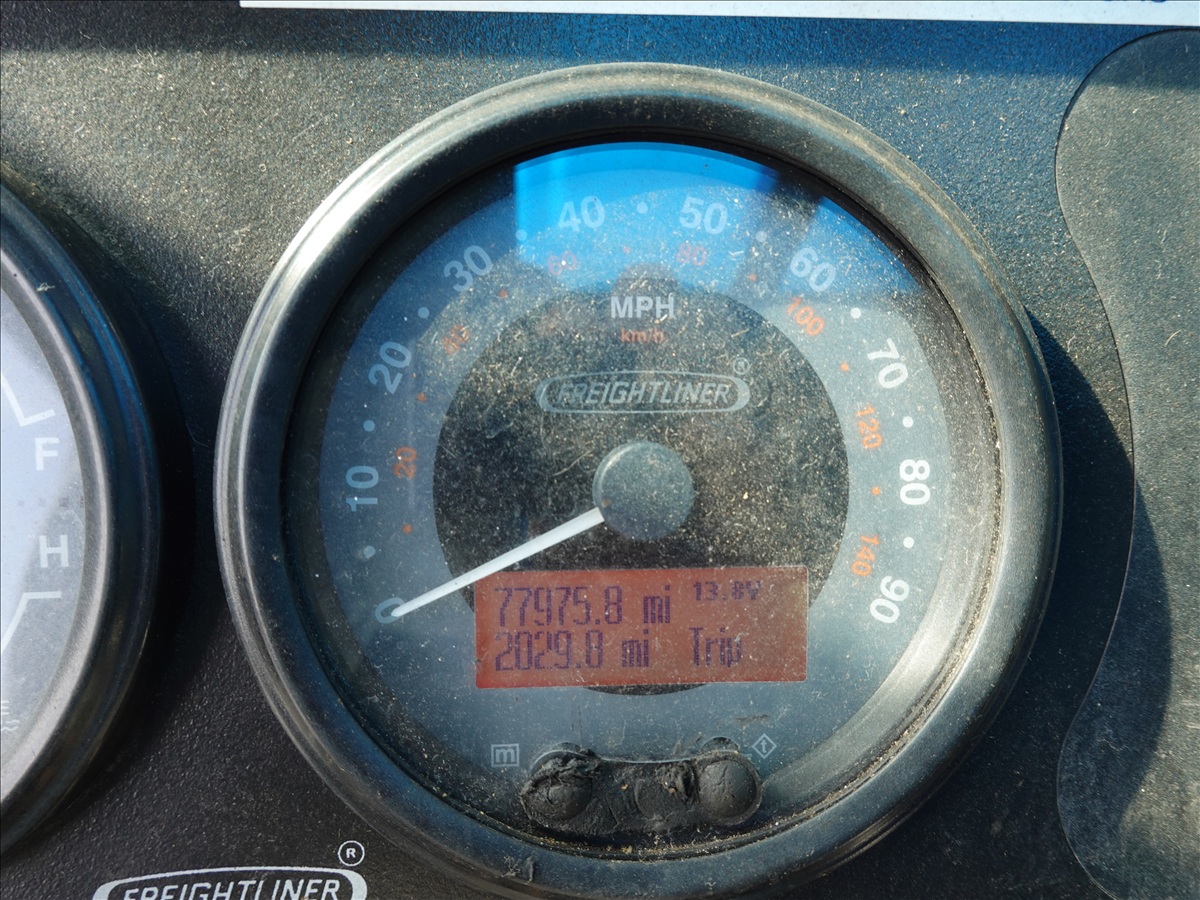 40 50
30 60
20 70
10 80
0 90
MPH
km/h
100
20 120
140
FREIGHTLINER ®
77975.8 mi 13.8V
2029.8 mi Trip
m t
F
H
FREIGHTLINER ®